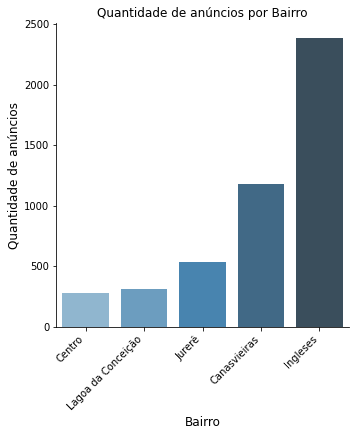 Quantidade de anúncios por Bairro
Quantidade de anúncios
2500
2000
1500
1000
500
0
Centro
Lagoa da Conceição
Jurerê
Canasvieiras
Ingleses
Bairro